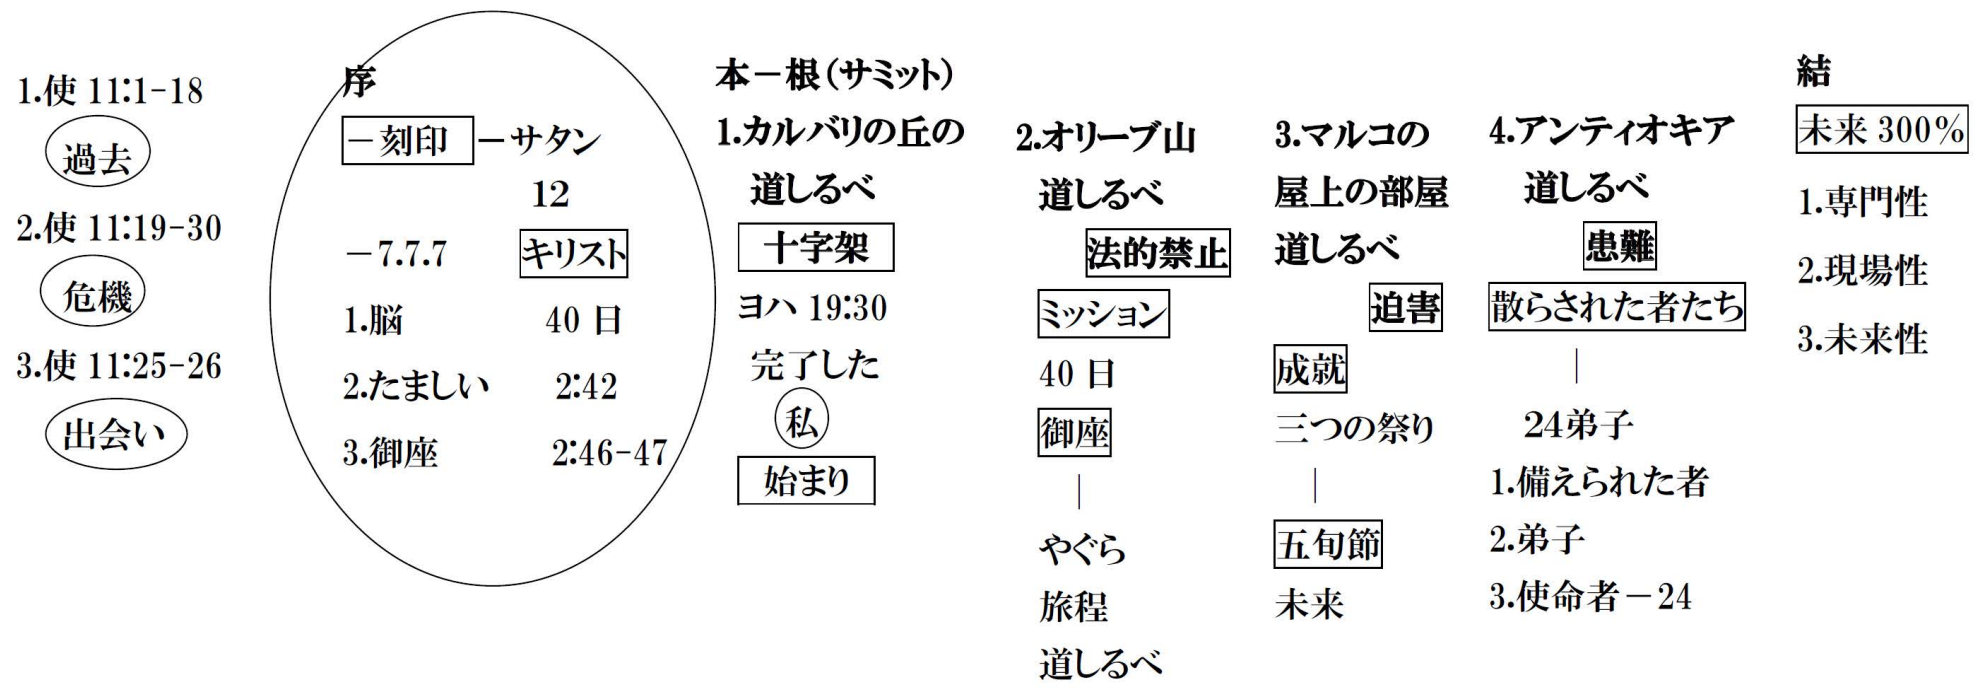 1.使 11:1-18
過去
2.使 11:19-30
危機
3.使 11:25-26
出会い
序
－刻印 －サタン
12
－7.7.7 キリスト
1.脳 40 日
2.たましい 2:42
3.御座 2:46-47
本－根（サミット）
1.カルバリの丘の
道しるべ
十字架
ヨハ 19:30
完了した
私
始まり
2.オリーブ山
道しるべ
法的禁止
ミッション
40 日
御座
｜
やぐら
旅程
道しるべ
3.マルコの
屋上の部屋
道しるべ
迫害
成就
三つの祭り
｜
五旬節
未来
4.アンティオキア
道しるべ
患難
散らされた者たち
｜
24弟子
1.備えられた者
2.弟子
3.使命者－24
結
未来 300％
1.専門性
2.現場性
3.未来性